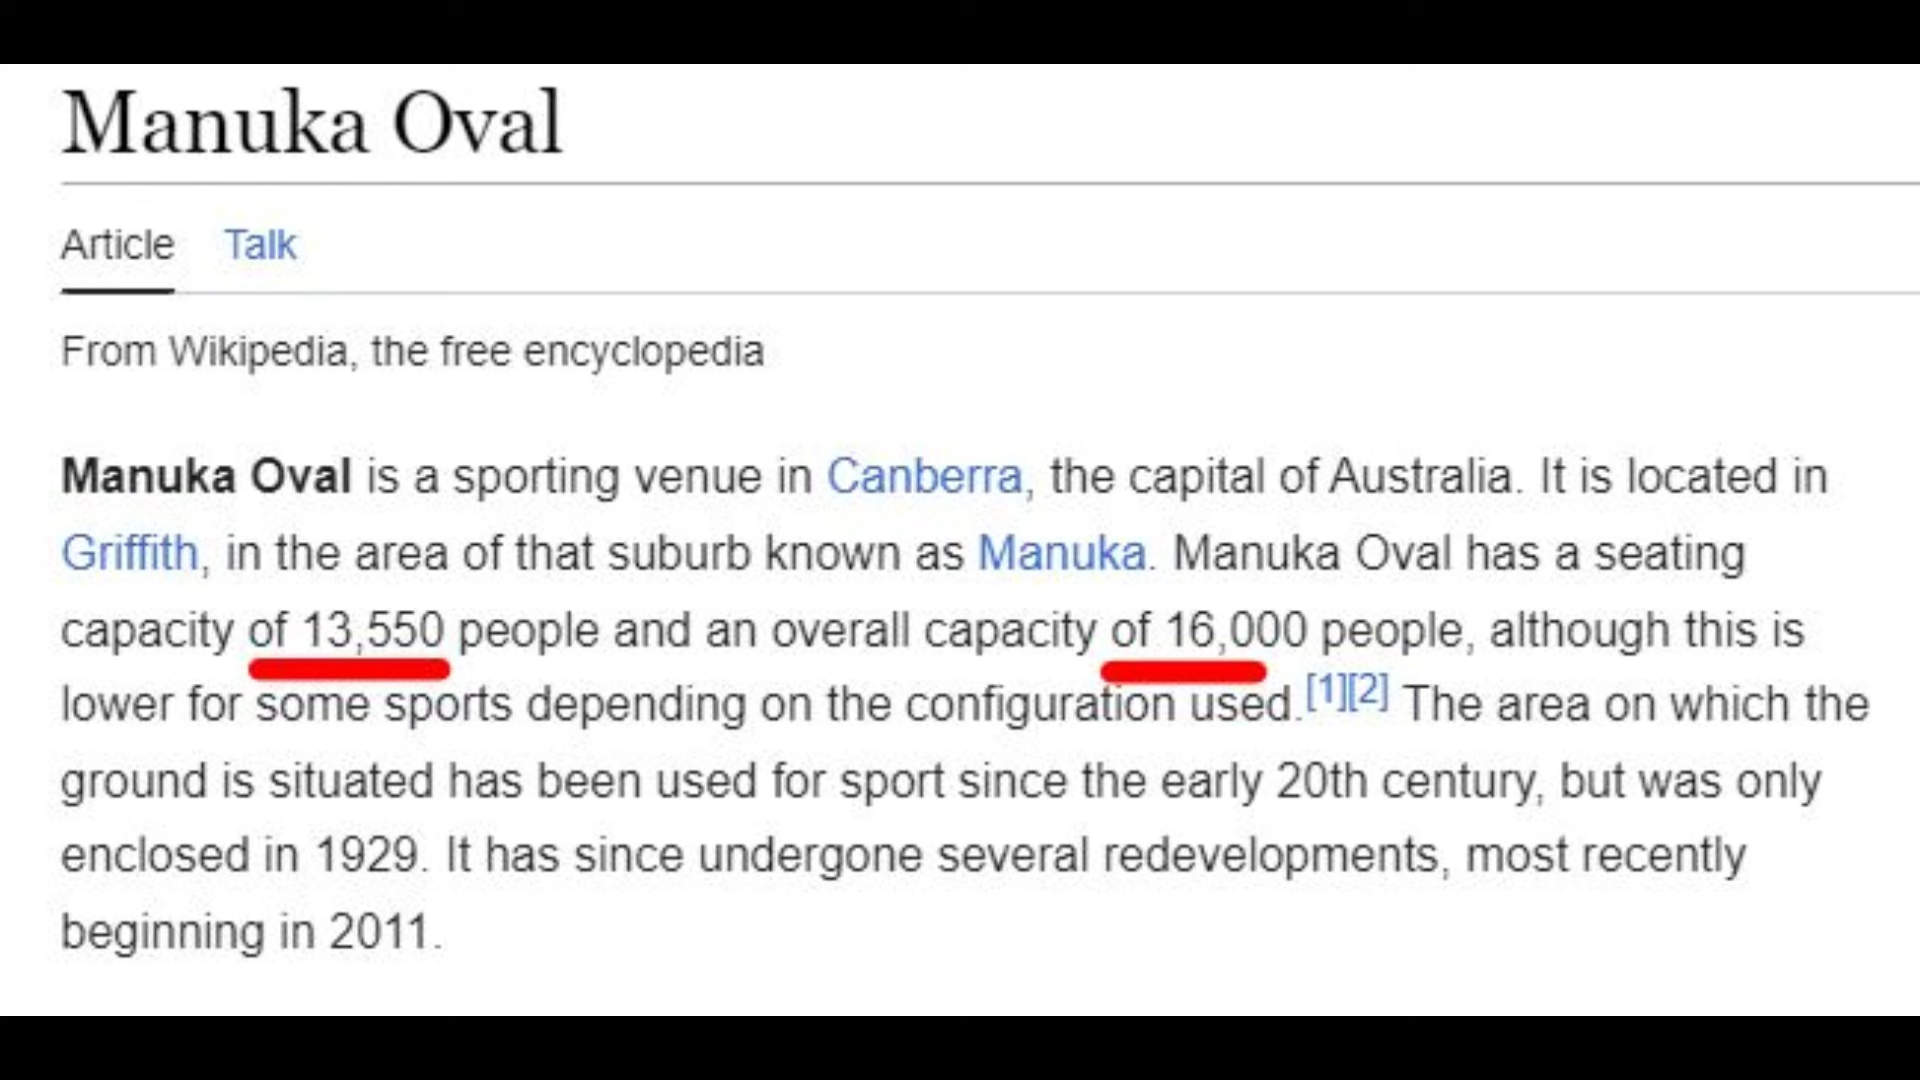 Manuka Oval
Article Talk
From Wikipedia, the free encyclopedia
Manuka Oval is a sporting venue in Canberra, the capital of Australia. It is located in
Griffith, in the area of that suburb known as Manuka. Manuka Oval has a seating
capacity of 13,550 people and an overall capacity of 16,000 people, although this is
lower for some sports depending on the configuration used.[1][2] The area on which the
ground is situated has been used for sport since the early 20th century, but was only
enclosed in 1929. It has since undergone several redevelopments, most recently
beginning in 2011.